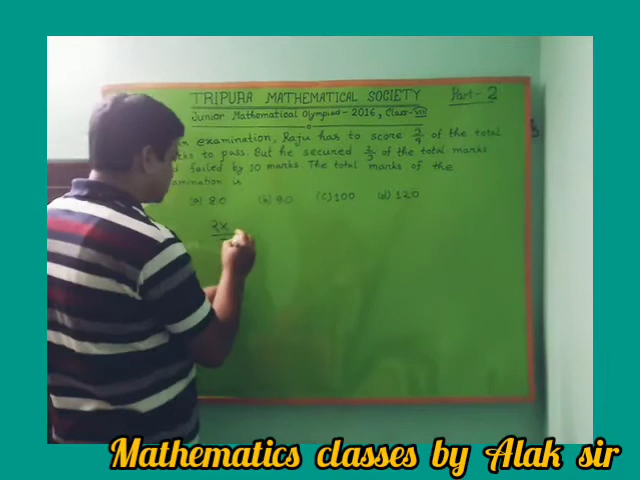 TRIPURA MATHEMATICAL SOCIETY Part-2
Junior Mathematical Olympiad-2016, Class-VIII
examination, Raju has to score of the total
to pass. But he secured of the total marks
failed by 10 marks. The total marks of the
is
(a) 80 (b) 90 (c) 100 (d) 120
Mathematics classes by Alak sir